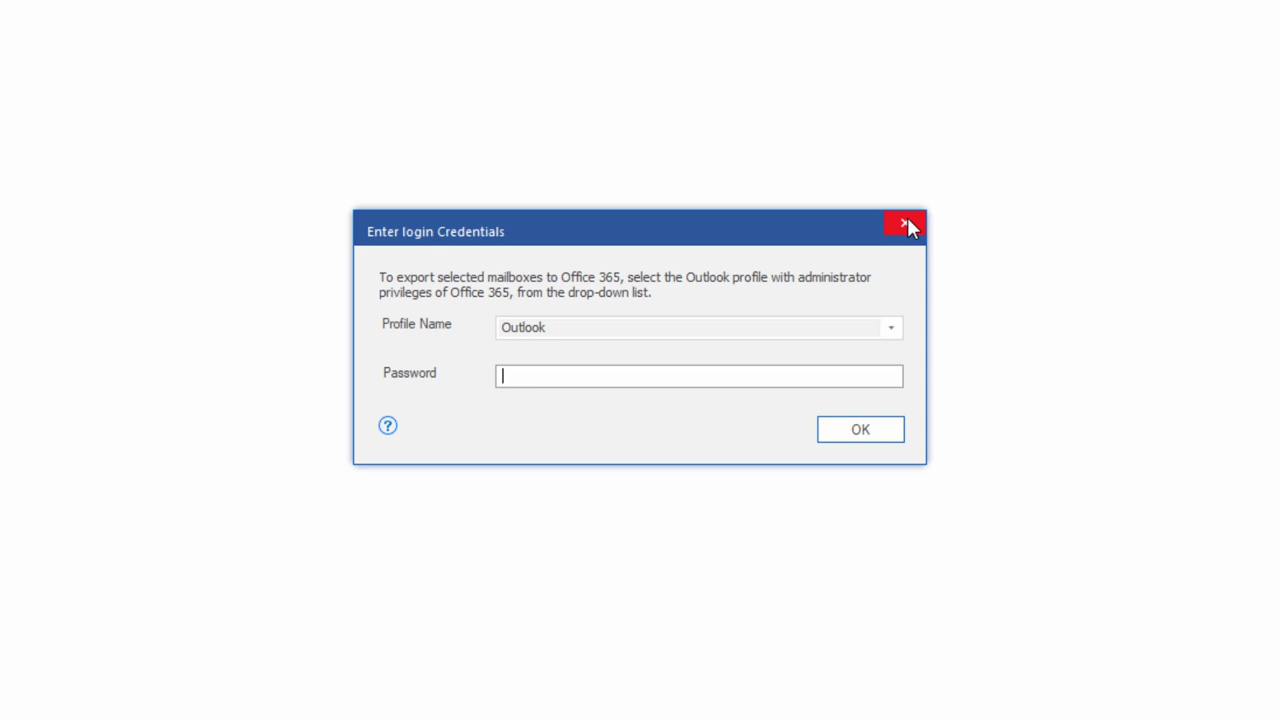 Enter login Credentials
To export selected mailboxes to Office 365, select the Outlook profile with administrator
privileges of Office 365, from the drop-down list.
Profile Name
Outlook
Password
?
OK